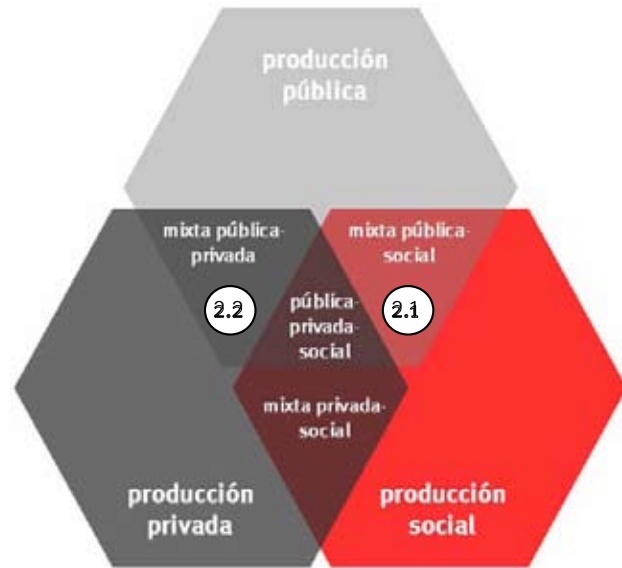 producción
pública
mixta pública-
privada
mixta pública-
social
2.2
pública-
privada-
social
2.1
mixta privada-
social
producción
privada
producción
social